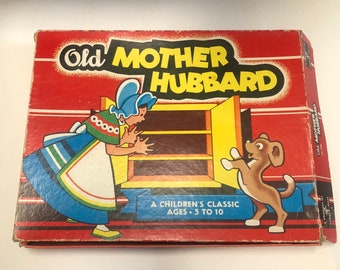 Old MOTHER
HUBBARD
A CHILDREN'S CLASSIC
AGES • 5 TO 10